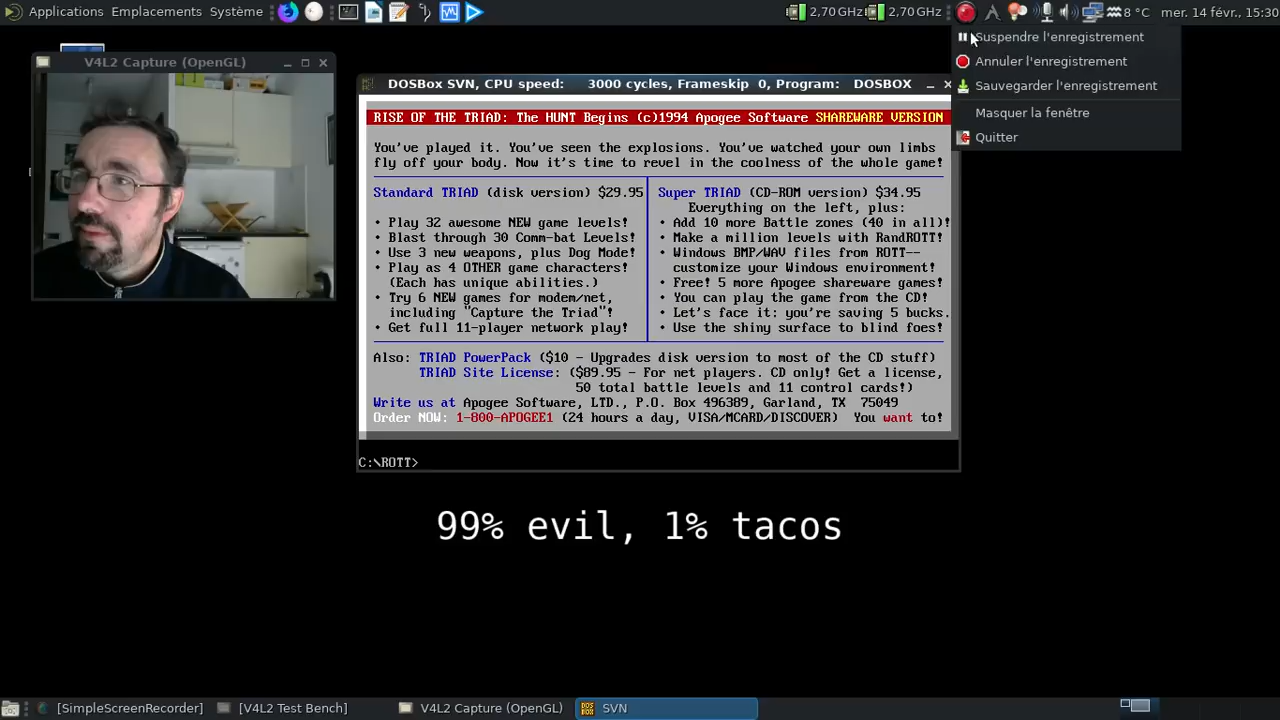 Applications Emplacements Système
2,70 GHz 2,70 GHz 8 °C mer. 14 févr., 15:30
Suspendre l'enregistrement
Annuler l'enregistrement
Sauvegarder l'enregistrement
Masquer la fenêtre
Quitter
V4L2 Capture (OpenGL)
DOSBox SVN, CPU speed: 3000 cycles, Frameskip 0, Program: DOSBOX
RISE OF THE TRIAD: The HUNT Begins (c)1994 Apogee Software SHAREWARE VERSION
You've played it. You've seen the explosions. You've watched your own limbs
fly off your body. Now it's time to revel in the coolness of the whole game!
Standard TRIAD (disk version) $29.95
• Play 32 awesome NEW game levels!
• Blast through 30 Comm-bat Levels!
• Use 3 new weapons, plus Dog Mode!
• Play as 4 OTHER game characters!
(Each has unique abilities.)
• Try 6 NEW games for modem/net,
including "Capture the Triad"!
• Get full 11-player network play!
Super TRIAD (CD-ROM version) $34.95
Everything on the left, plus:
• Add 10 more Battle zones (40 in all)!
• Make a million levels with RandROTT!
• Windows BMP/WAV files from ROTT--
customize your Windows environment!
• Free! 5 more Apogee shareware games!
• You can play the game from the CD!
• Let's face it: you're saving 5 bucks.
• Use the shiny surface to blind foes!
Also: TRIAD PowerPack ($10 - Upgrades disk version to most of the CD stuff)
TRIAD Site License: ($89.95 - For net players. CD only! Get a license,
50 total battle levels and 11 control cards!)
Write us at Apogee Software, LTD., P.O. Box 496389, Garland, TX 75049
Order NOW: 1-800-APOGEE1 (24 hours a day, VISA/MCARD/DISCOVER) You want to!
C:\ROTT>
99% evil, 1% tacos
[SimpleScreenRecorder] [V4L2 Test Bench] V4L2 Capture (OpenGL) SVN